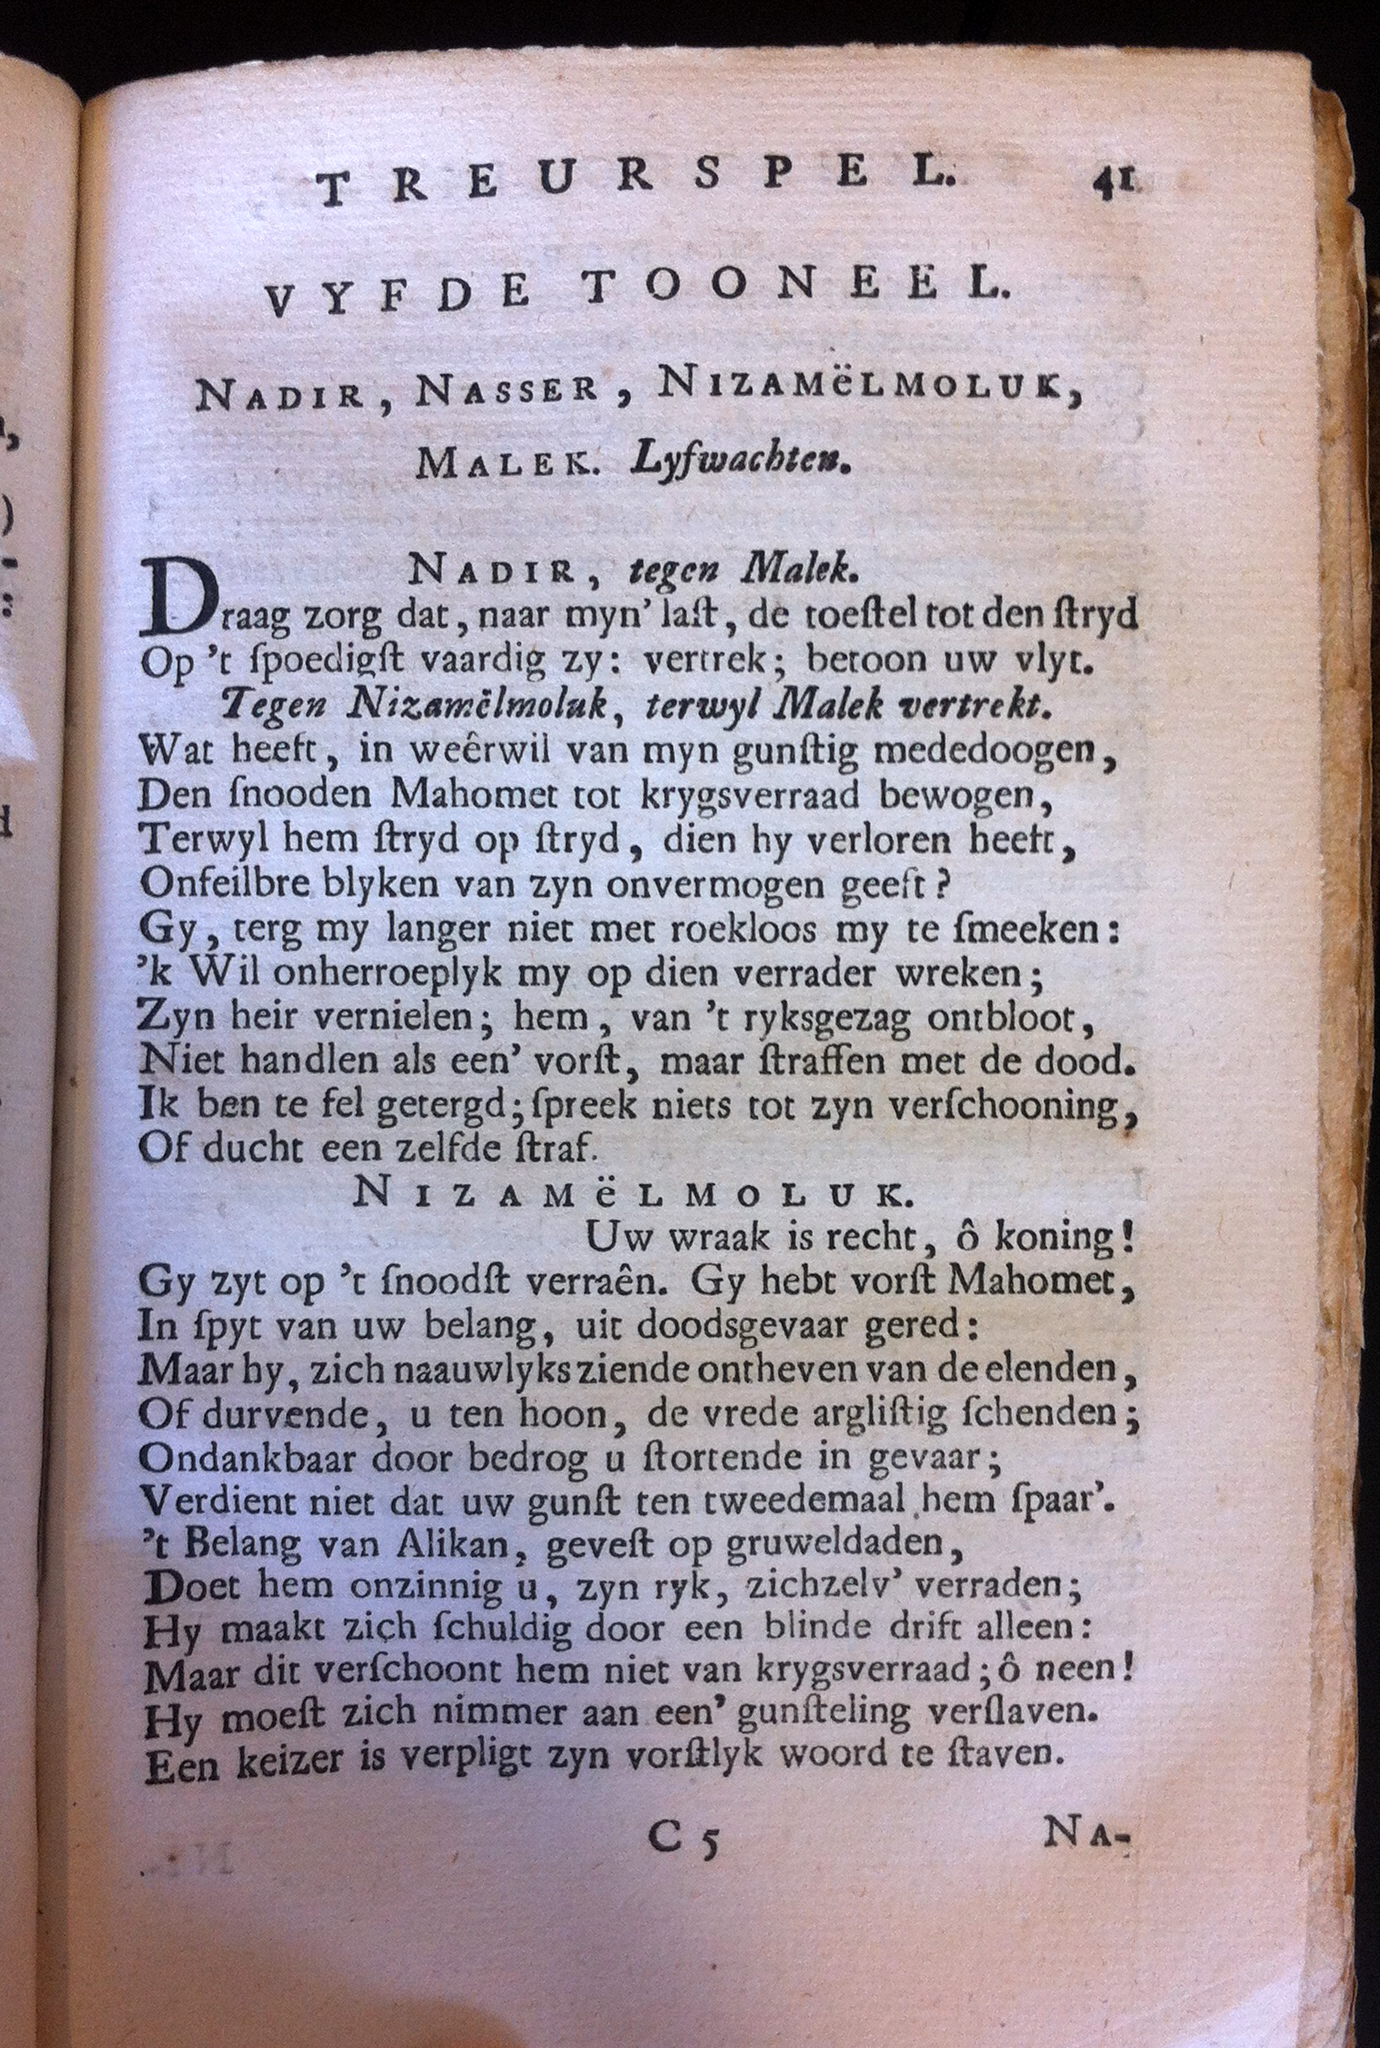 TREURSPEL. 41
VYFDE TOONEEL.
NADIR, NASSER, NIZAMëLMOLUK,
MALEK. Lyfwachten.
NADIR, tegen Malek.
Draag zorg dat, naar myn' laſt, de toeſtel tot den ſtryd
Op 't ſpoedigſt vaardig zy: vertrek; betoon uw vlyt.
Tegen Nizamëlmoluk, terwyl Malek vertrekt.
Wat heeft, in weêrwil van myn gunſtig mededoogen,
Den ſnooden Mahomet tot krygsverraad bewogen,
Terwyl hem ſtryd op ſtryd, dien hy verloren heeft,
Onfeilbre blyken van zyn onvermogen geeft?
Gy, terg my langer niet met roekloos my te ſmeeken:
'k Wil onherroeplyk my op dien verrader wreken;
Zyn heir vernielen; hem, van 't ryksgezag ontbloot,
Niet handlen als een' vorſt, maar ſtraffen met de dood.
Ik ben te fel getergd; ſpreek niets tot zyn verſchooning,
Of ducht een zelfde ſtraf.
NIZAMëLMOLUK.
Uw wraak is recht, ô koning!
Gy zyt op 't ſnoodſt verraên. Gy hebt vorſt Mahomet,
In ſpyt van uw belang, uit doodsgevaar gered:
Maar hy, zich naauwlyks ziende ontheven van de elenden,
Of durvende, u ten hoon, de vrede argliſtig ſchenden;
Ondankbaar door bedrog u ſtortende in gevaar;
Verdient niet dat uw gunſt ten tweedemaal hem ſpaar'.
't Belang van Alikan, geveſt op gruweldaden,
Doet hem onzinnig u, zyn ryk, zichzelv' verraden;
Hy maakt zich ſchuldig door een blinde drift alleen:
Maar dit verſchoont hem niet van krygsverraad; ô neen!
Hy moeſt zich nimmer aan een' gunſteling verſlaven.
Een keizer is verpligt zyn vorſtlyk woord te ſtaven.
C 5 NA-